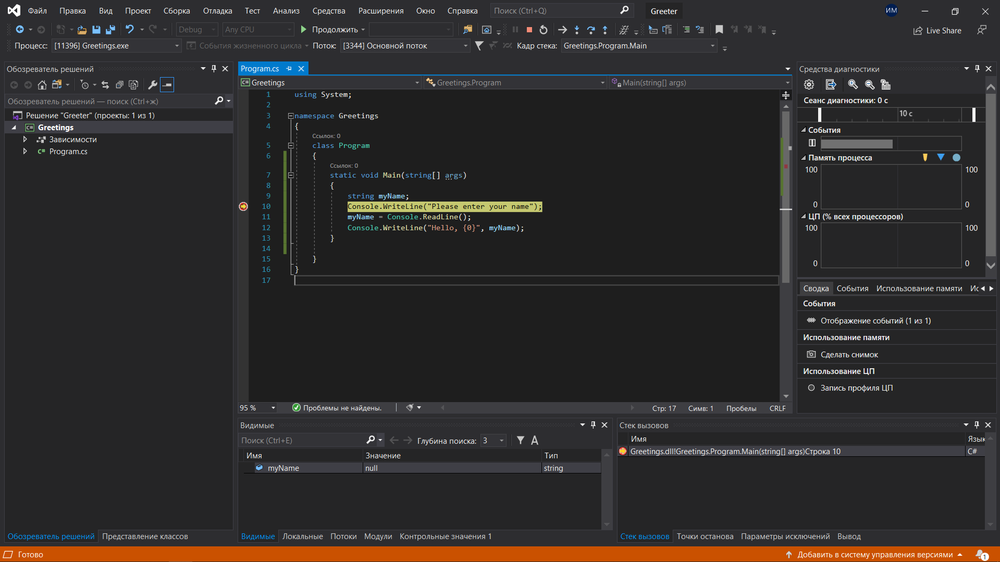 Файл Правка Вид Проект Сборка Отладка Тест Анализ Средства Расширения Окно Справка Поиск (Ctrl+Q) Greeter ИМ
Debug Any CPU Продолжить Live Share
Процесс: [11396] Greetings.exe События жизненного цикла Поток: [3344] Основной поток Кадр стека: Greetings.Program.Main
Обозреватель решений
Обозреватель решений — поиск (Ctrl+ж)
Решение "Greeter" (проекты: 1 из 1)
C# Greetings
Зависимости
C# Program.cs
Обозреватель решений Представление классов
Program.cs
C# Greetings Greetings.Program Main(string[] args)
1 using System;
2
3 namespace Greetings
4 {
Ссылок: 0
5 class Program
6 {
Ссылок: 0
7 static void Main(string[] args)
8 {
9 string myName;
10 Console.WriteLine("Please enter your name");
11 myName = Console.ReadLine();
12 Console.WriteLine("Hello, {0}", myName);
13 }
14
15 }
16 }
17
95 % Проблемы не найдены. Стр: 17 Симв: 1 Пробелы CRLF
Средства диагностики
Сеанс диагностики: 0 с
10 с
События
Память процесса
100 100
0 0
ЦП (% всех процессоров)
100 100
0 0
Сводка События Использование памяти Ис
События
Отображение событий (1 из 1)
Использование памяти
Сделать снимок
Использование ЦП
Запись профиля ЦП
Видимые
Поиск (Ctrl+E) Глубина поиска: 3 A
Имя Значение Тип
myName null string
Видимые Локальные Потоки Модули Контрольные значения 1
Стек вызовов
Имя Язык
Greetings.dll!Greetings.Program.Main(string[] args)Строка 10 C#
Стек вызовов Точки останова Параметры исключений Вывод
Готово Добавить в систему управления версиями 1